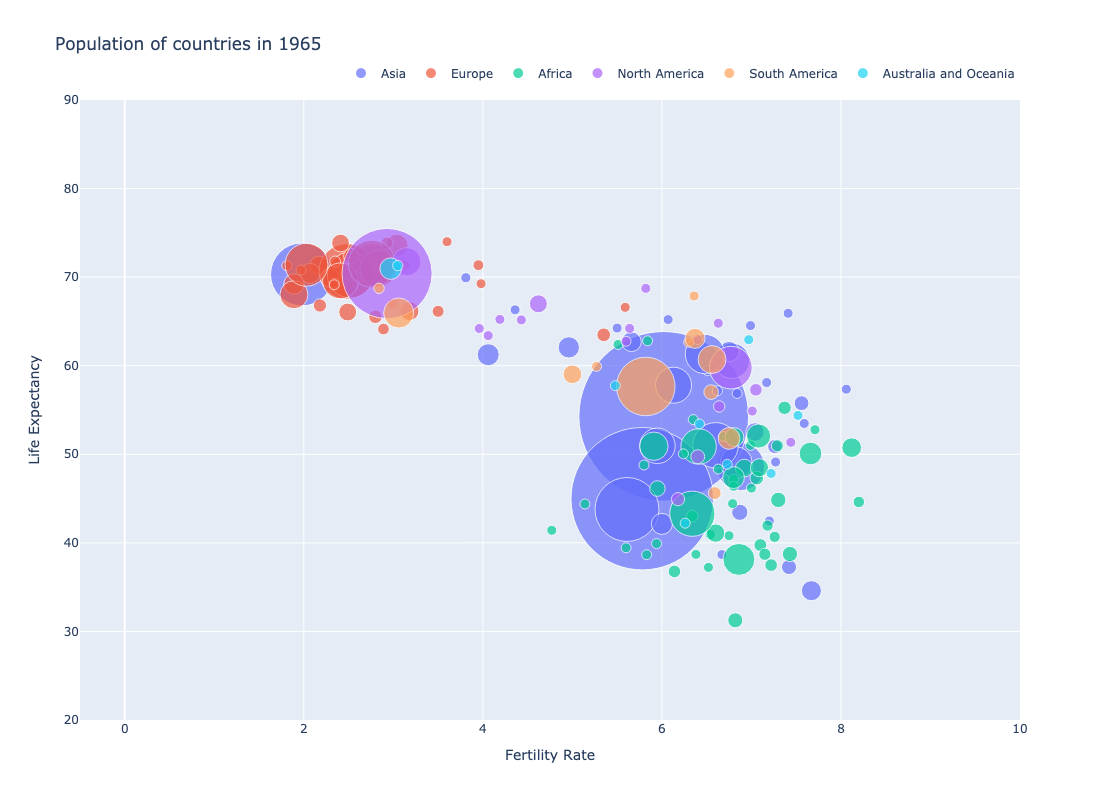 Population of countries in 1965
Asia Europe Africa North America South America Australia and Oceania
90
80
70
60
50
40
30
20
Life Expectancy
0 2 4 6 8 10
Fertility Rate